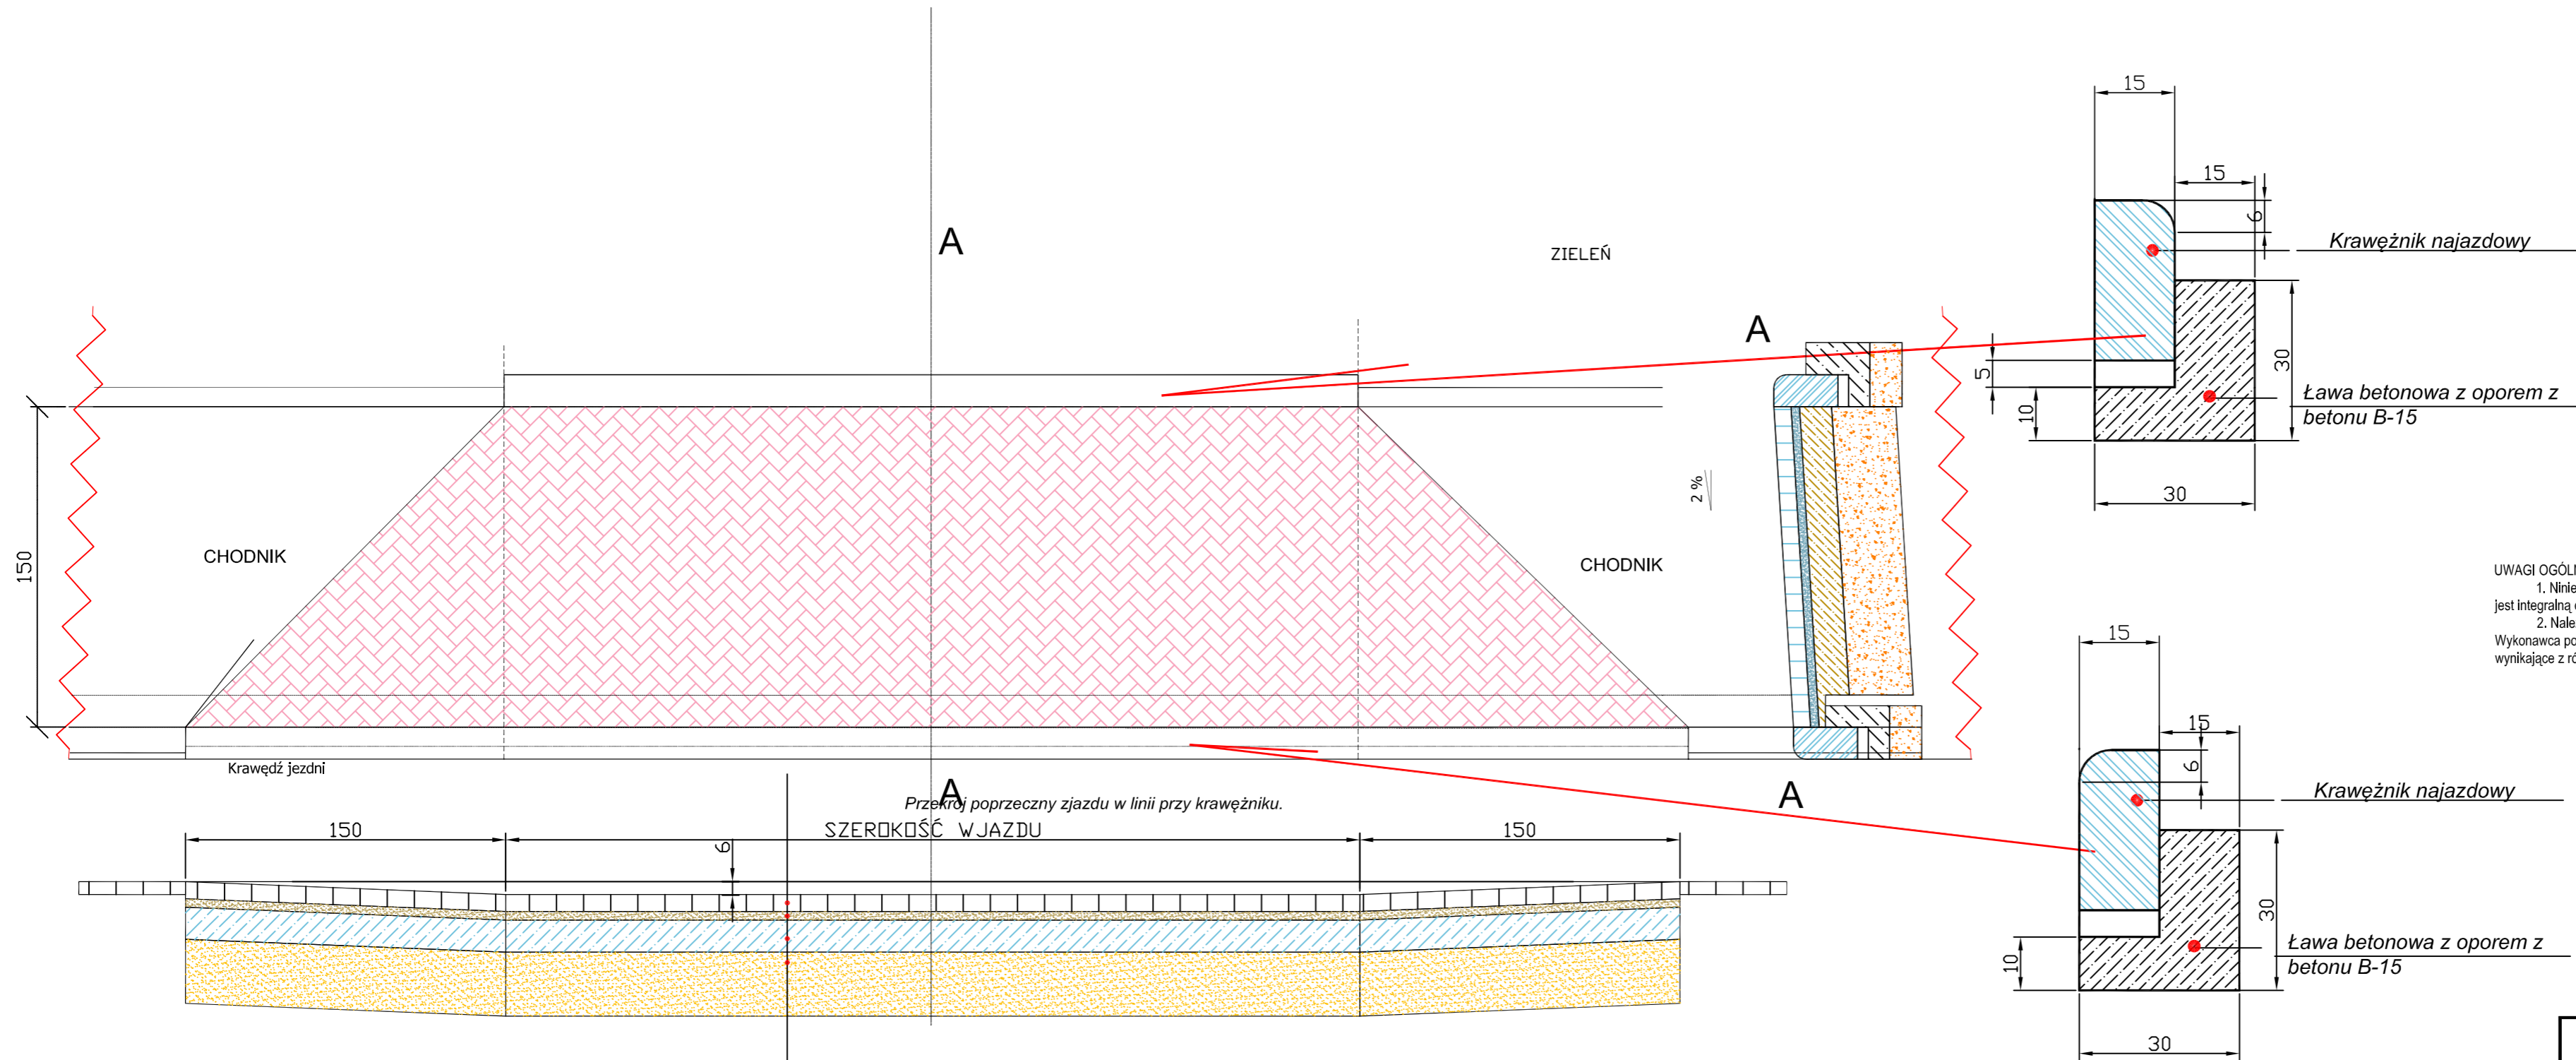 15
15
6
A
ZIELEŃ
Krawężnik najazdowy
A
5
30
10
Ława betonowa z oporem z
betonu B-15
30
2 %
150
CHODNIK
CHODNIK
UWAGI
1.
jest integralną
2.
Wykonawca
wynikające z
15
15
6
Krawędź jezdni
A
A
Przekrój poprzeczny zjazdu w linii przy krawężniku.
Krawężnik najazdowy
150
SZEROKOŚĆ WJAZDU
150
6
30
10
Ława betonowa z oporem z
betonu B-15
30